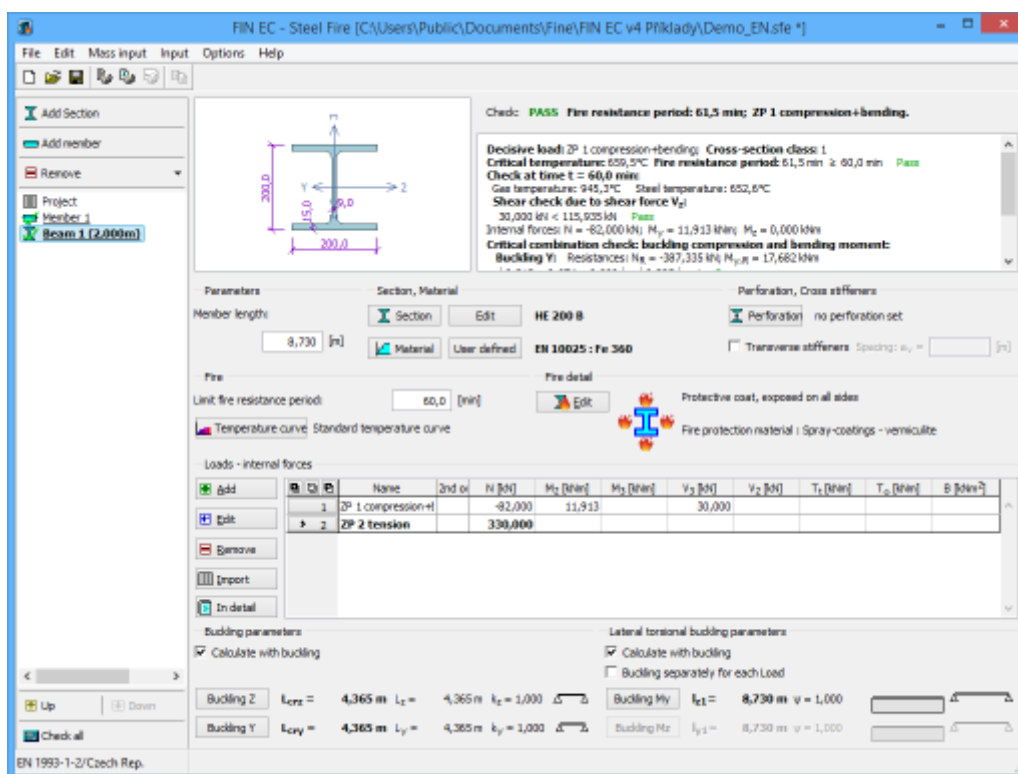 FIN EC - Steel Fire [C:\Users\Public\Documents\Fine\FIN EC v4 Příklady\Demo_EN.sfe *]
File Edit Mass input Input Options Help
Add Section
Add member
Remove
Project
Member 1
Beam 1 (2,000m)
200,0
15,0
9,0
Y
Z
200,0
Check: PASS Fire resistance period: 61,5 min; ZP 1 compression+bending.
Decisive load: ZP 1 compression+bending; Cross-section class: 1
Critical temperature: 659,5°C Fire resistance period: 61,5 min ≥ 60,0 min Pass
Check at time t = 60,0 min:
Gas temperature: 945,3°C Steel temperature: 652,6°C
Shear check due to shear force Vz:
30,000 kN < 115,935 kN Pass
Internal forces: N = -82,000 kN; My = 11,913 kNm; Mz = 0,000 kNm
Critical combination check: buckling compression and bending moment:
Buckling Y: Resistances: NR = -387,335 kN; My,R = 17,682 kNm
Parameters
Section, Material
Perforation, Cross stiffeners
Member length:
Section Edit HE 200 B
Perforation no perforation set
8,730 [m]
Material User defined EN 10025 : Fe 360
Transverse stiffeners Spacing: av = [m]
Fire
Fire detail
Limit fire resistance period: 60,0 [min]
Edit
Protective coat, exposed on all sides
Temperature curve Standard temperature curve
Fire protection material : Spray-coatings - vermiculite
Loads - internal forces
Add
Edit
Remove
Import
In detail
Name 2nd or N [kN] M2 [kNm] M3 [kNm] V3 [kN] V2 [kN] Tt [kNm] Tω [kNm] B [kNm²]
1 ZP 1 compression+l -82,000 11,913 30,000
2 ZP 2 tension 330,000
Buckling parameters
Lateral torsional buckling parameters
Calculate with buckling
Calculate with buckling
Buckling separately for each Load
Buckling Z Lcrz = 4,365 m Lz = 4,365 m kz = 1,000
Buckling My lz1 = 8,730 m ψ = 1,000
Buckling Y Lcry = 4,365 m Ly = 4,365 m ky = 1,000
Buckling Mz ly1 = 8,730 m ψ = 1,000
Up Down
Check all
EN 1993-1-2/Czech Rep.